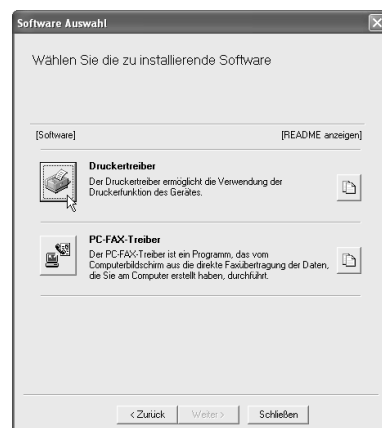 Software Auswahl
Wählen Sie die zu installierende Software
[Software] [README anzeigen]
Druckertreiber
Der Druckertreiber ermöglicht die Verwendung der
Druckerfunktion des Gerätes.
PC-FAX-Treiber
Der PC-FAX-Treiber ist ein Programm, das vom
Computerbildschirm aus die direkte Faxübertragung der Daten,
die Sie am Computer erstellt haben, durchführt.
< Zurück Weiter > Schließen